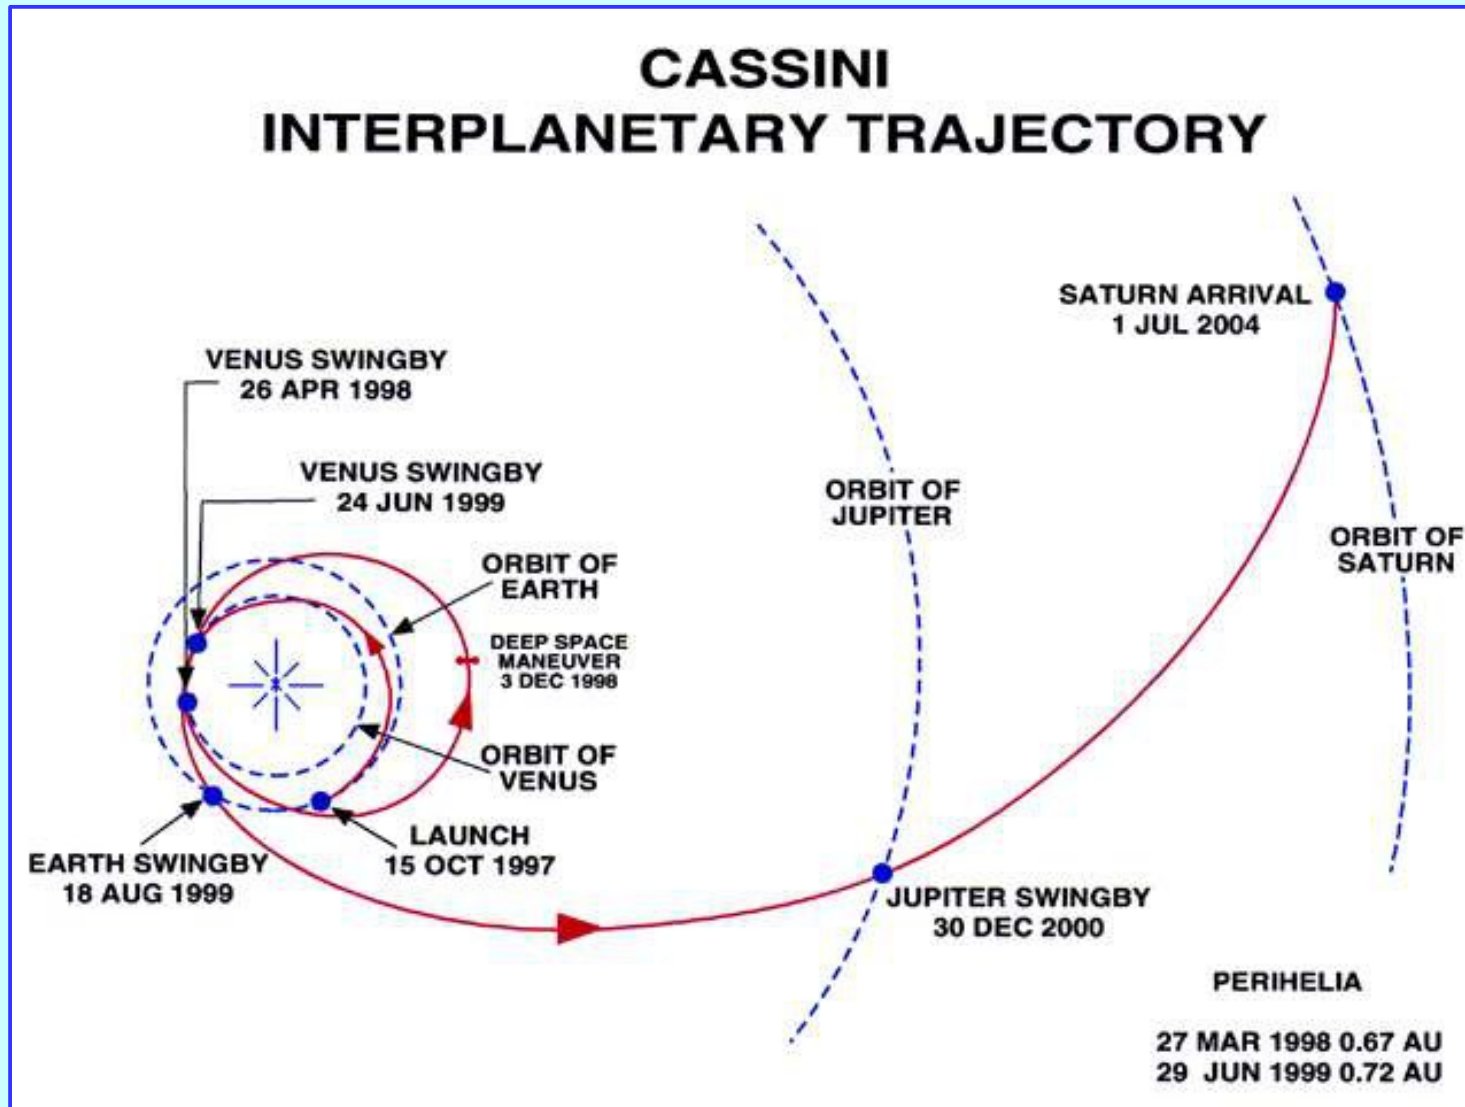 CASSINI
INTERPLANETARY TRAJECTORY
SATURN ARRIVAL
1 JUL 2004
VENUS SWINGBY
26 APR 1998
VENUS SWINGBY
24 JUN 1999
ORBIT OF
JUPITER
ORBIT OF
SATURN
ORBIT OF
EARTH
DEEP SPACE
MANEUVER
3 DEC 1998
ORBIT OF
VENUS
LAUNCH
15 OCT 1997
EARTH SWINGBY
18 AUG 1999
JUPITER SWINGBY
30 DEC 2000
PERIHELIA
27 MAR 1998 0.67 AU
29 JUN 1999 0.72 AU